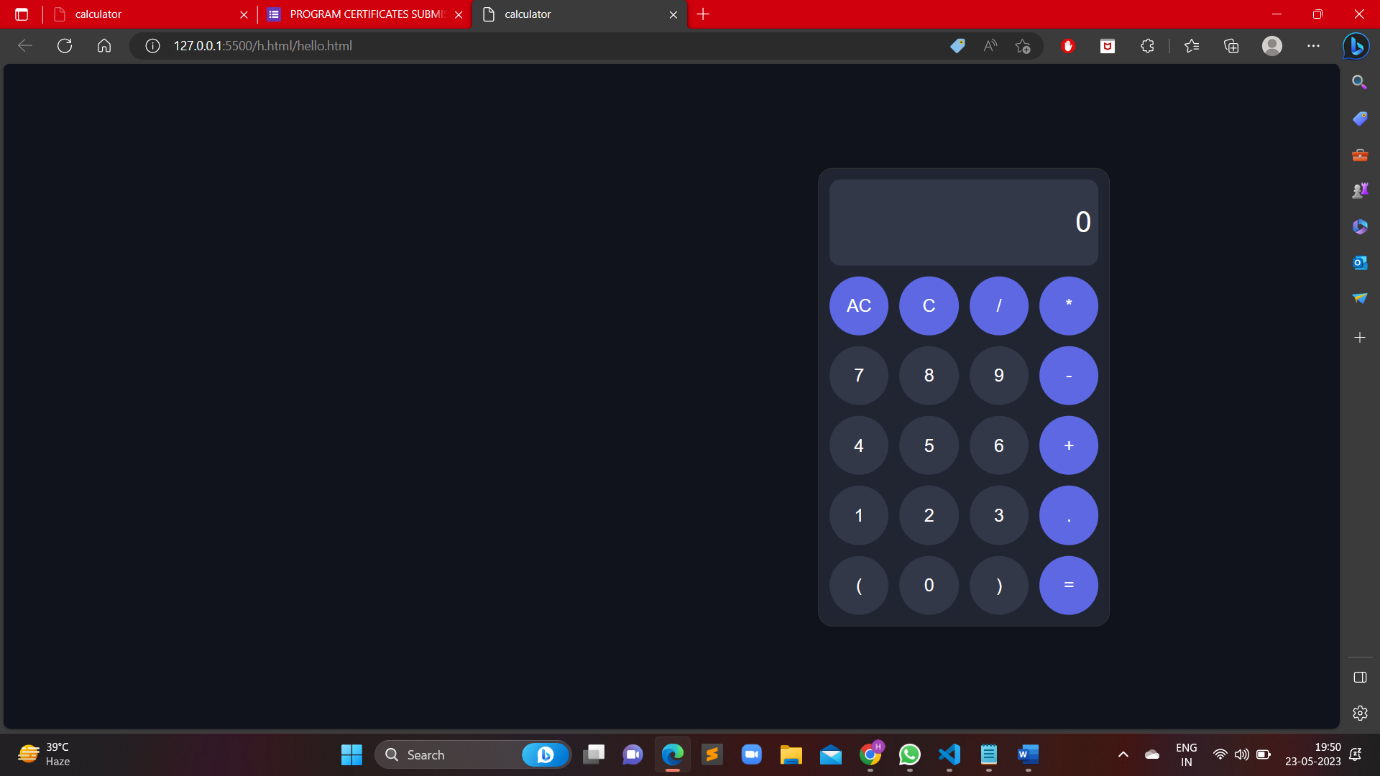 calculator
PROGRAM CERTIFICATES SUBMI
calculator
127.0.0.1:5500/h.html/hello.html
0
AC C / *
7 8 9 -
4 5 6 +
1 2 3 .
( 0 ) =
39°C
Haze
Search
H
ENG
IN
19:50
23-05-2023